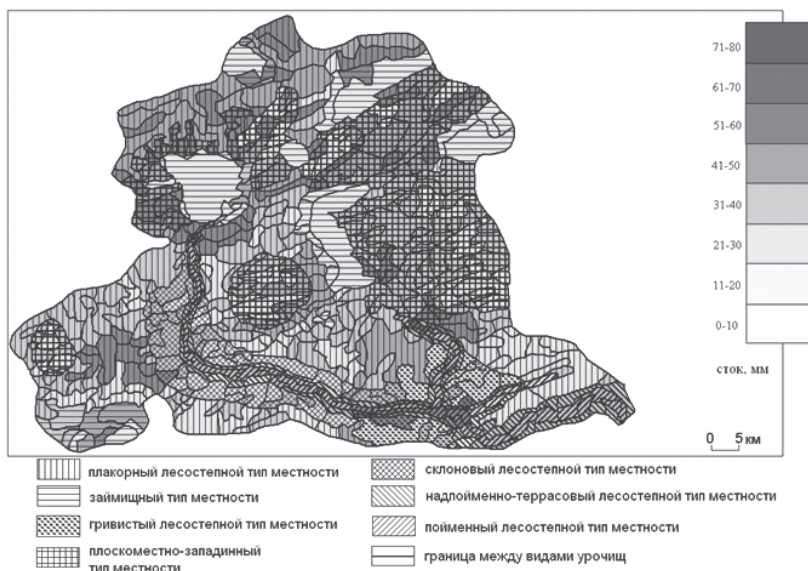 71-80
61-70
51-60
41-50
31-40
21-30
11-20
0-10
сток, мм
0 5 км
плакорный лесостепной тип местности
займищный тип местности
гривистый лесостепной тип местности
плоскоместно-западинный
тип местности
склоновый лесостепной тип местности
надпойменно-террасовый лесостепной тип местности
пойменный лесостепной тип местности
граница между видами урочищ